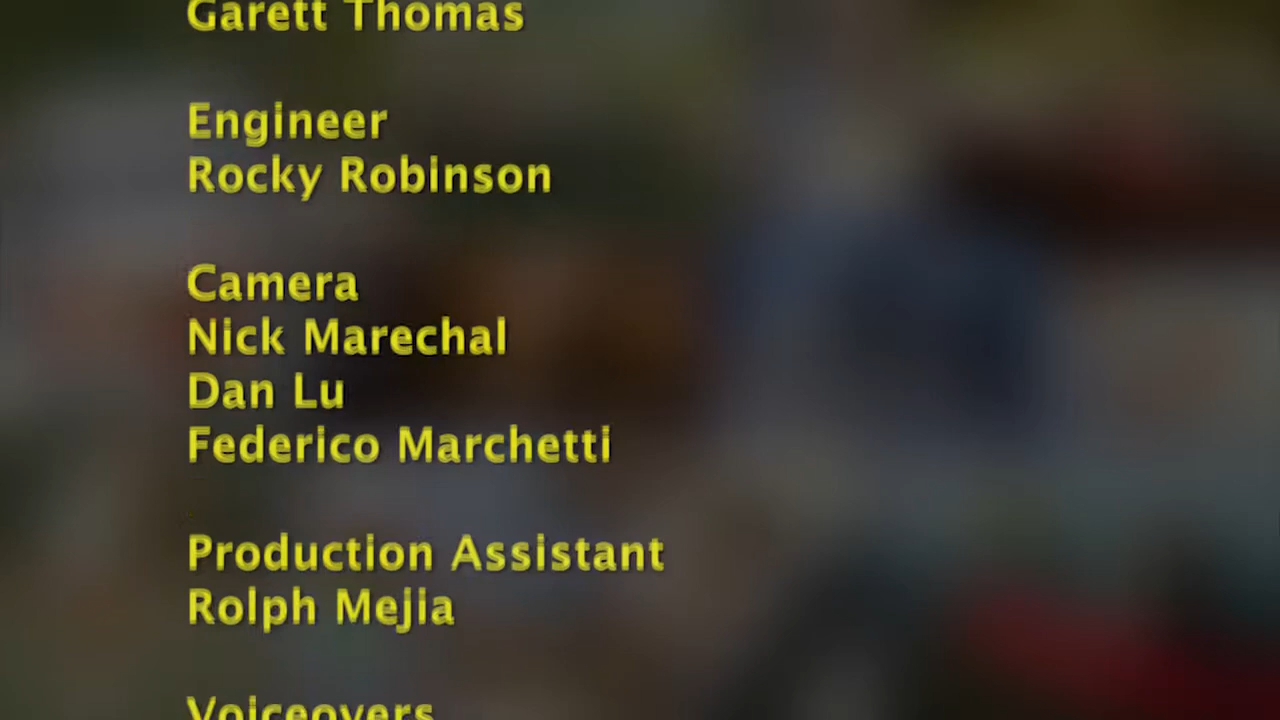 Garett Thomas
Engineer
Rocky Robinson
Camera
Nick Marechal
Dan Lu
Federico Marchetti
Production Assistant
Rolph Mejia
Voiceovers